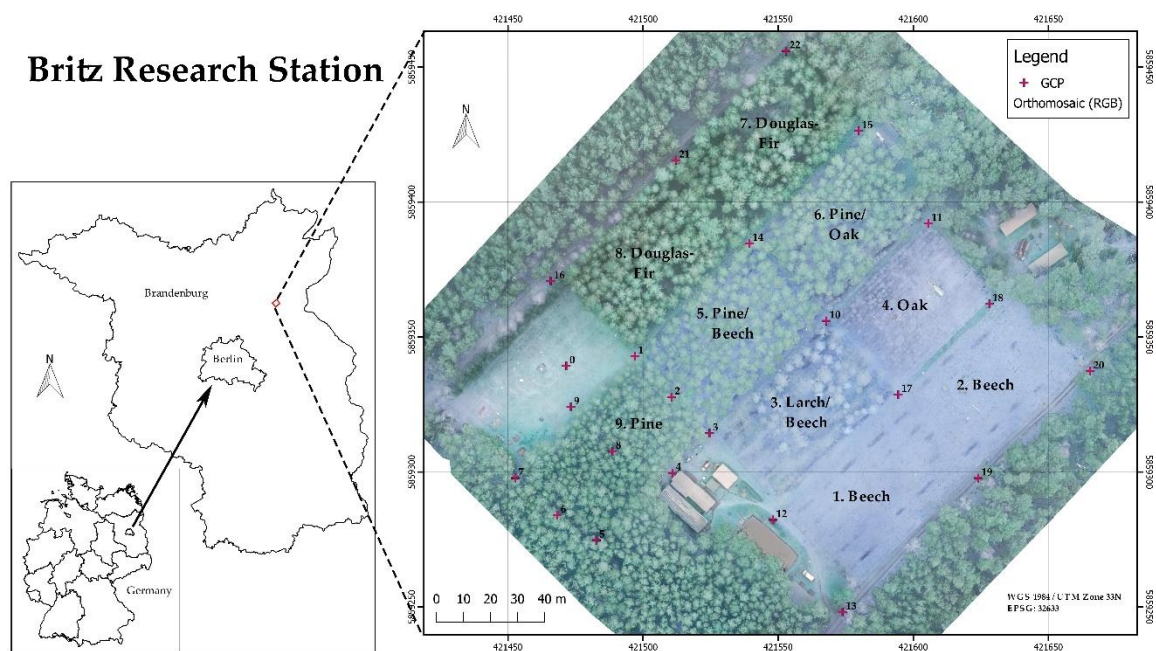 Britz Research Station
N
Brandenburg
Berlin
N
Germany
421450
421500
421550
421600
421650
5859450
5859400
5859350
5859300
5859250
5859450
5859400
5859350
5859300
5859250
421450
421500
421550
421600
421650
N
Legend
GCP
Orthomosaic (RGB)
22
7. Douglas-
Fir
15
21
6. Pine/
Oak
11
14
8. Douglas-
Fir
16
4. Oak
18
5. Pine/
Beech
10
1
0
20
2. Beech
2
17
9
3. Larch/
Beech
9. Pine
3
8
4
7
19
1. Beech
6
12
5
13
0 20 40 m
WGS 1984 / UTM Zone 33N
EPSG: 32633